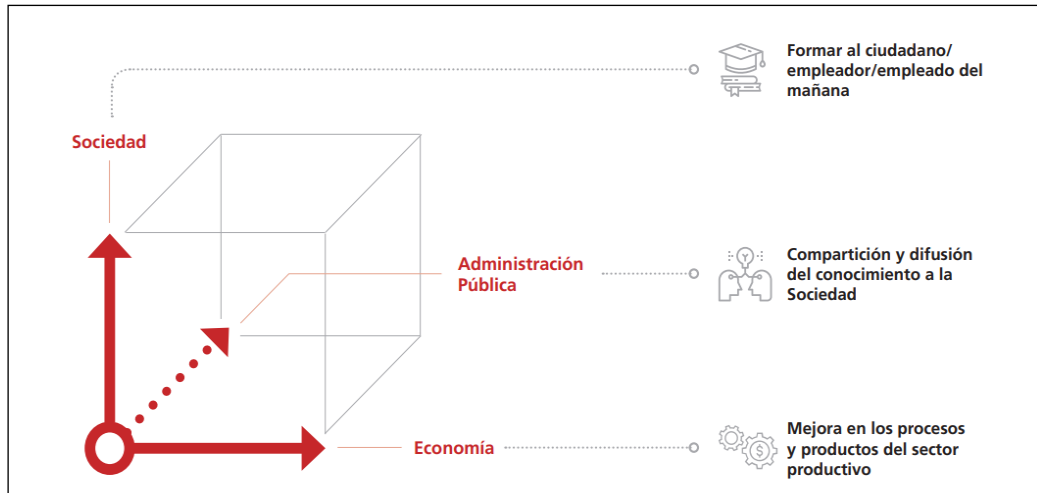 Formar al ciudadano/
empleador/empleado del
mañana
Sociedad
Administración
Pública
Compartición y difusión
del conocimiento a la
Sociedad
Economía
Mejora en los procesos
y productos del sector
productivo
$